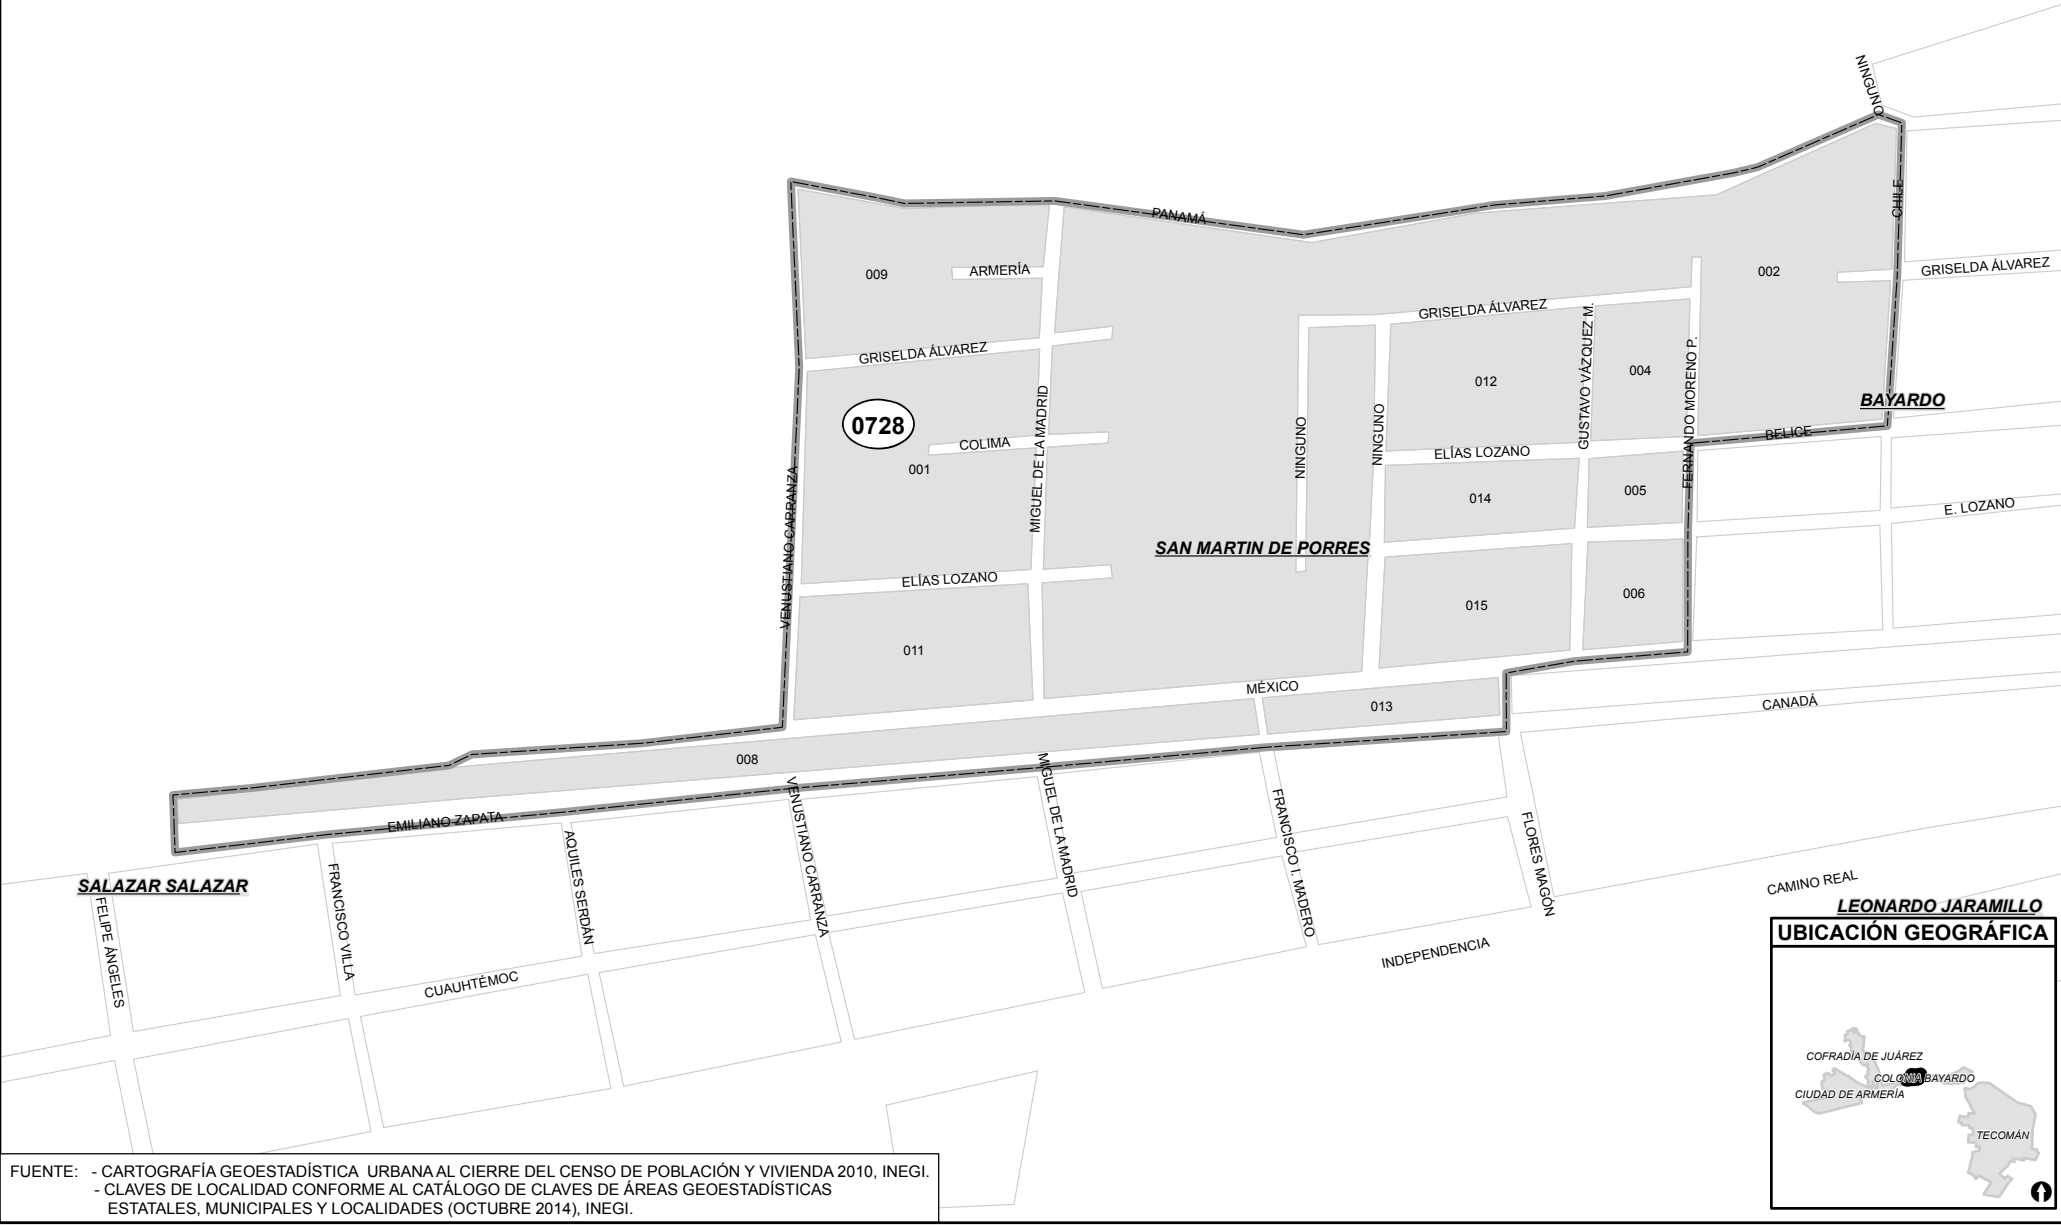 NINGUNO
CHILE
PANAMÁ
009
ARMERÍA
002
GRISELDA ÁLVAREZ
GRISELDA ÁLVAREZ
GRISELDA ÁLVAREZ
012
004
GUSTAVO VÁZQUEZ M.
FERNANDO MORENO P.
BAYARDO
BELICE
0728
MIGUEL DE LA MADRID
COLIMA
001
NINGUNO
NINGUNO
ELÍAS LOZANO
VENUSTIANO CARRANZA
014
005
E. LOZANO
SAN MARTIN DE PORRES
ELÍAS LOZANO
015
006
011
MÉXICO
013
CANADÁ
008
EMILIANO ZAPATA
VENUSTIANO CARRANZA
MIGUEL DE LA MADRID
FRANCISCO I. MADERO
FLORES MAGÓN
AQUILES SERDÁN
FRANCISCO VILLA
SALAZAR SALAZAR
FELIPE ÁNGELES
CUAUHTÉMOC
INDEPENDENCIA
CAMINO REAL
LEONARDO JARAMILLO
UBICACIÓN GEOGRÁFICA
COFRADÍA DE JUÁREZ
COLONIA BAYARDO
CIUDAD DE ARMERÍA
TECOMÁN
FUENTE: - CARTOGRAFÍA GEOESTADÍSTICA URBANA AL CIERRE DEL CENSO DE POBLACIÓN Y VIVIENDA 2010, INEGI.
- CLAVES DE LOCALIDAD CONFORME AL CATÁLOGO DE CLAVES DE ÁREAS GEOESTADÍSTICAS
ESTATALES, MUNICIPALES Y LOCALIDADES (OCTUBRE 2014), INEGI.